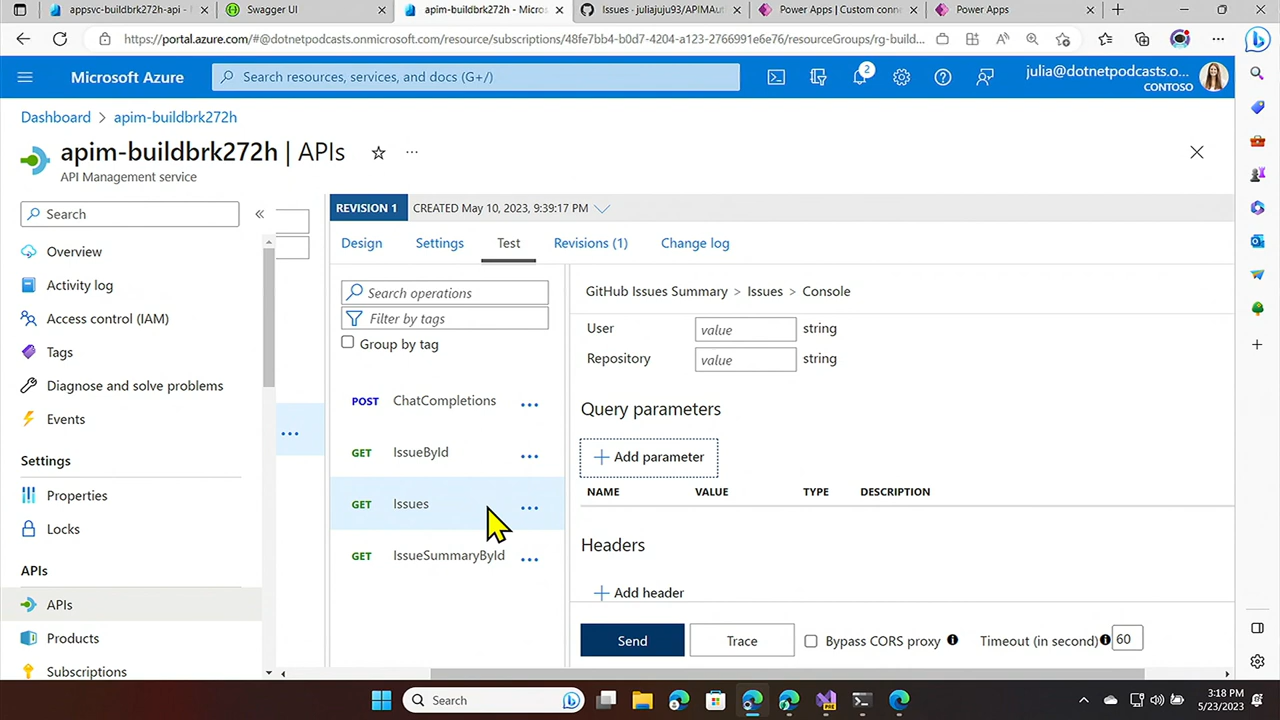 appsvc-buildbrk272h-api -
Swagger UI
apim-buildbrk272h - Micros
Issues · juliajuju93/APIMAut
Power Apps | Custom conne
Power Apps
https://portal.azure.com/#@dotnetpodcasts.onmicrosoft.com/resource/subscriptions/48fe7bb4-b0d7-4204-a123-2766991e6e76/resourceGroups/rg-build...
Microsoft Azure
Search resources, services, and docs (G+/)
2
julia@dotnetpodcasts.o...
CONTOSO
Dashboard > apim-buildbrk272h
apim-buildbrk272h | APIs
API Management service
Search
REVISION 1
CREATED May 10, 2023, 9:39:17 PM
Design
Settings
Test
Revisions (1)
Change log
Overview
Activity log
Access control (IAM)
Tags
Diagnose and solve problems
Events
Settings
Properties
Locks
APIs
APIs
Products
Subscriptions
Search operations
Filter by tags
Group by tag
POST ChatCompletions
GET IssueById
GET Issues
GET IssueSummaryById
GitHub Issues Summary > Issues > Console
User value string
Repository value string
Query parameters
Add parameter
NAME VALUE TYPE DESCRIPTION
Headers
Add header
Send
Trace
Bypass CORS proxy
Timeout (in second) 60
Search
3:18 PM
5/23/2023